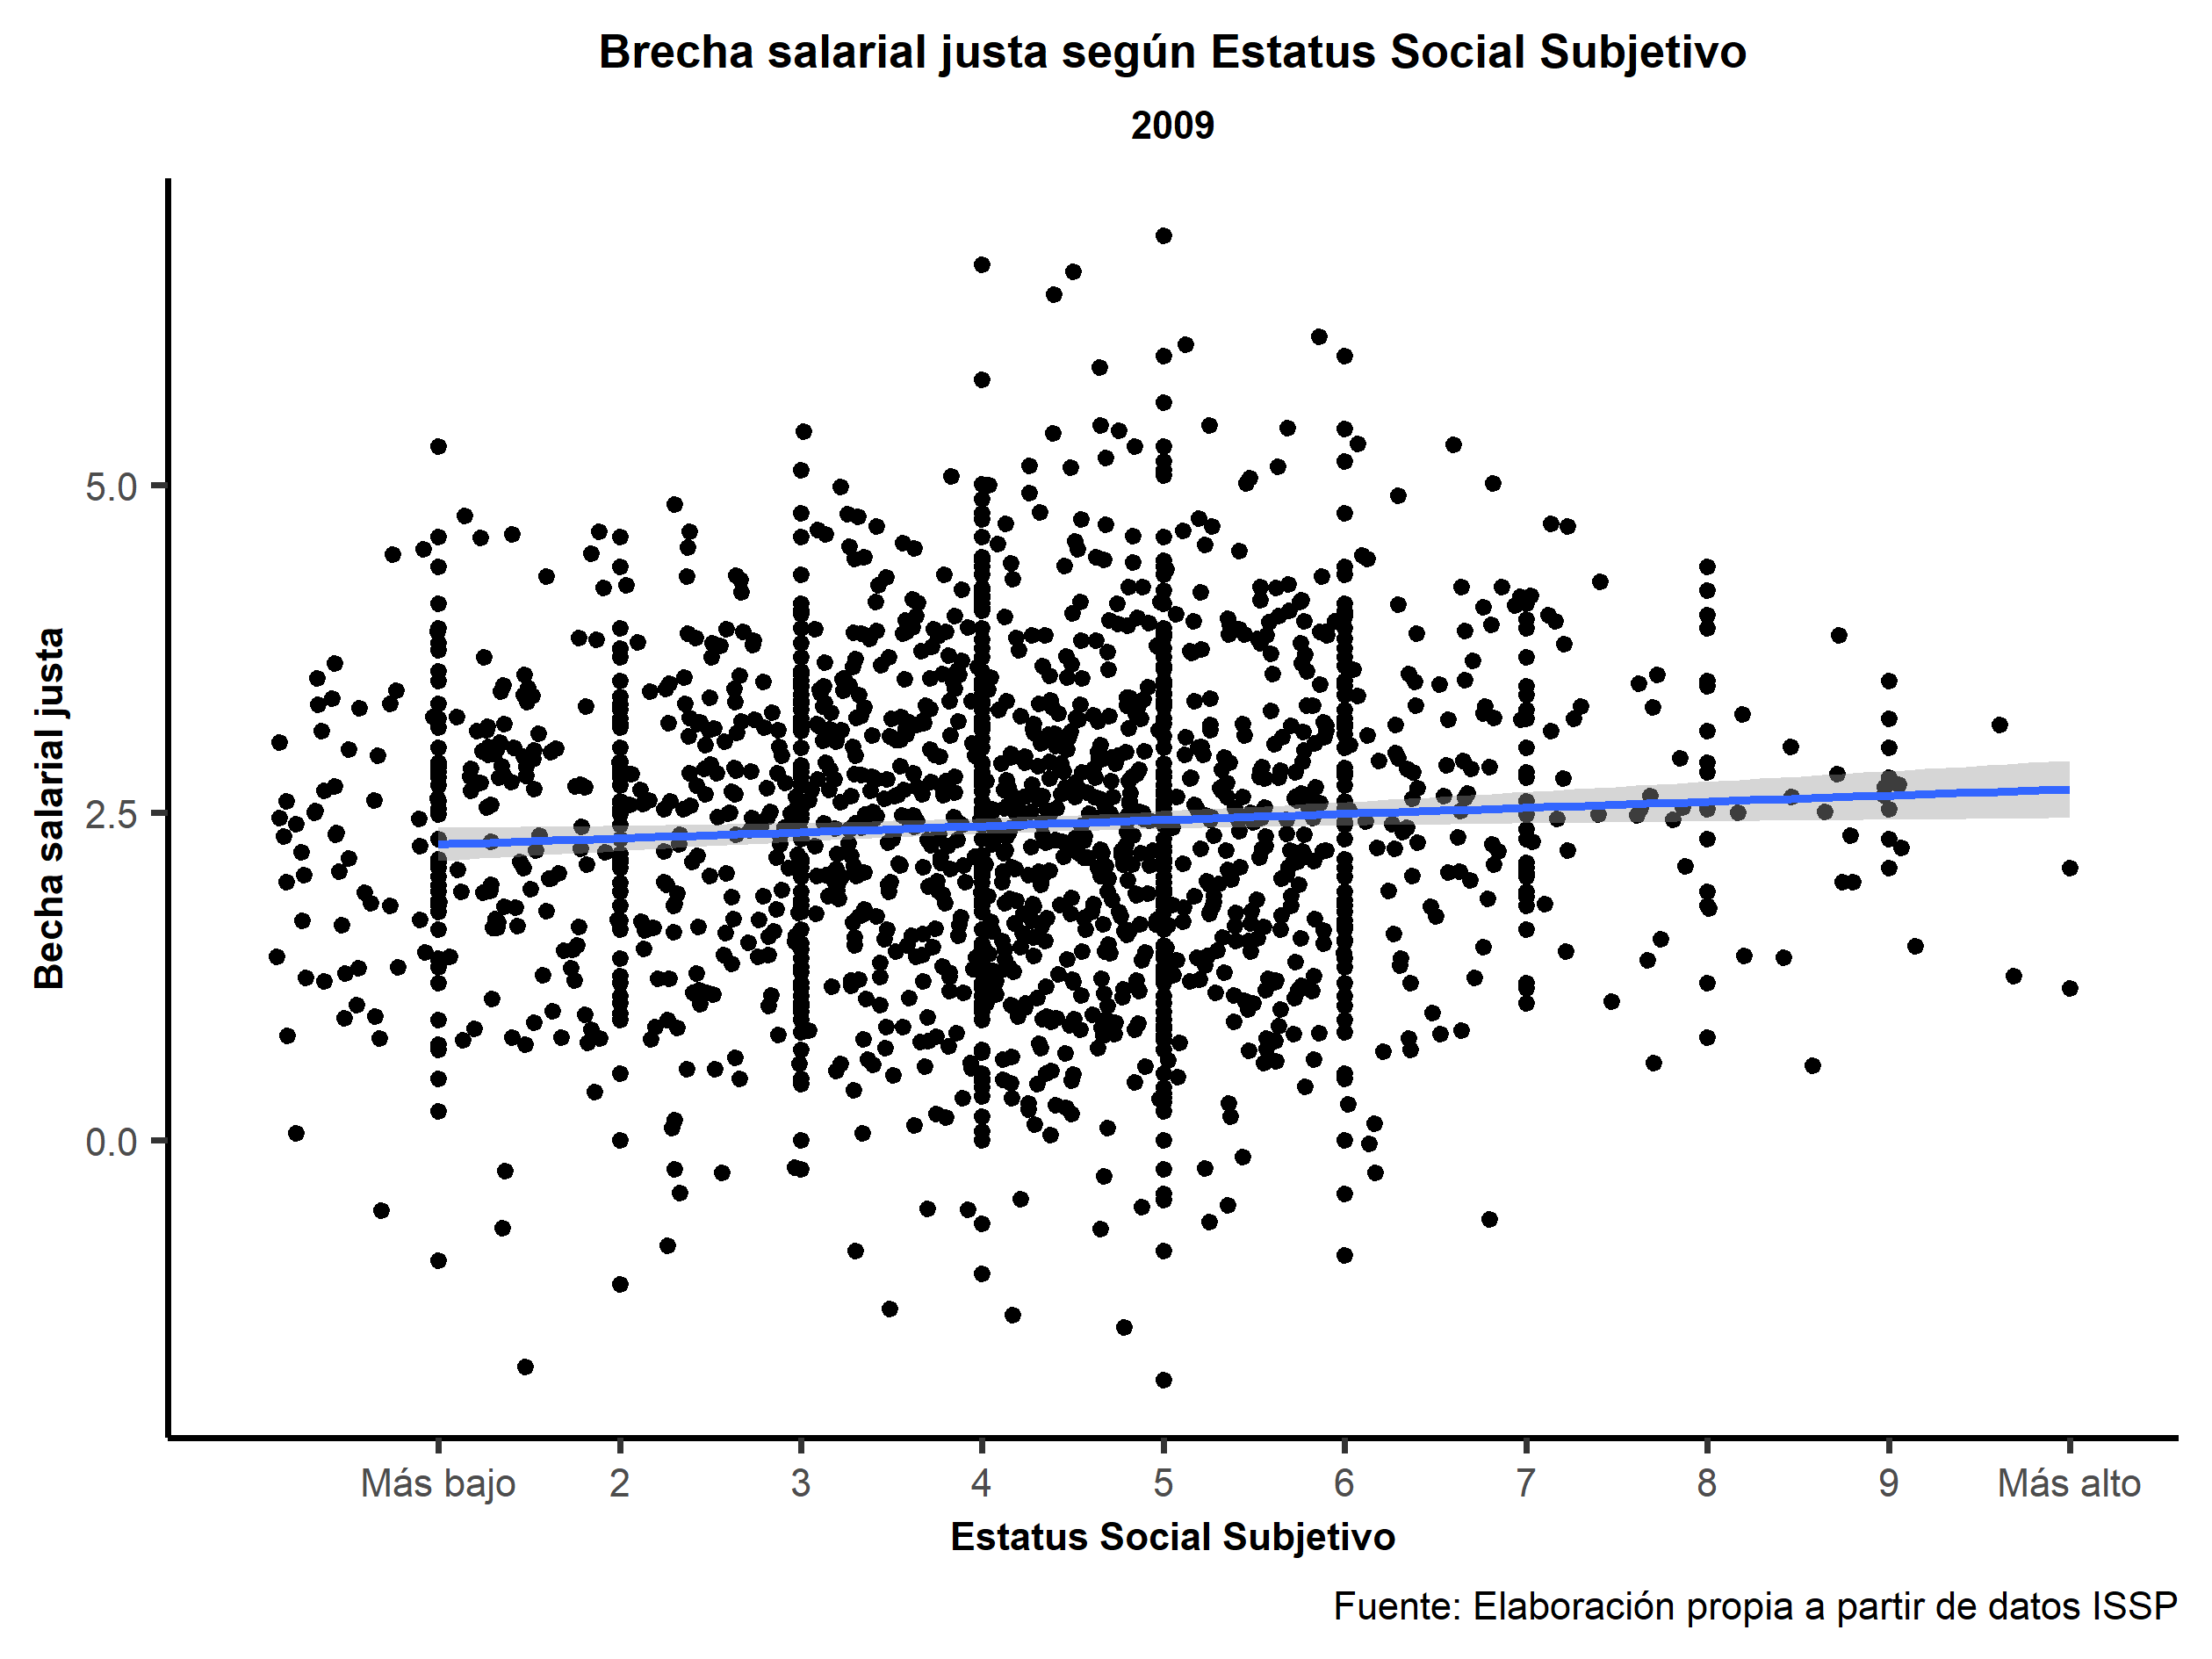 Brecha salarial justa según Estatus Social Subjetivo
2009
Becha salarial justa
5.0
2.5
0.0
Más bajo 2 3 4 5 6 7 8 9 Más alto
Estatus Social Subjetivo
Fuente: Elaboración propia a partir de datos ISSP